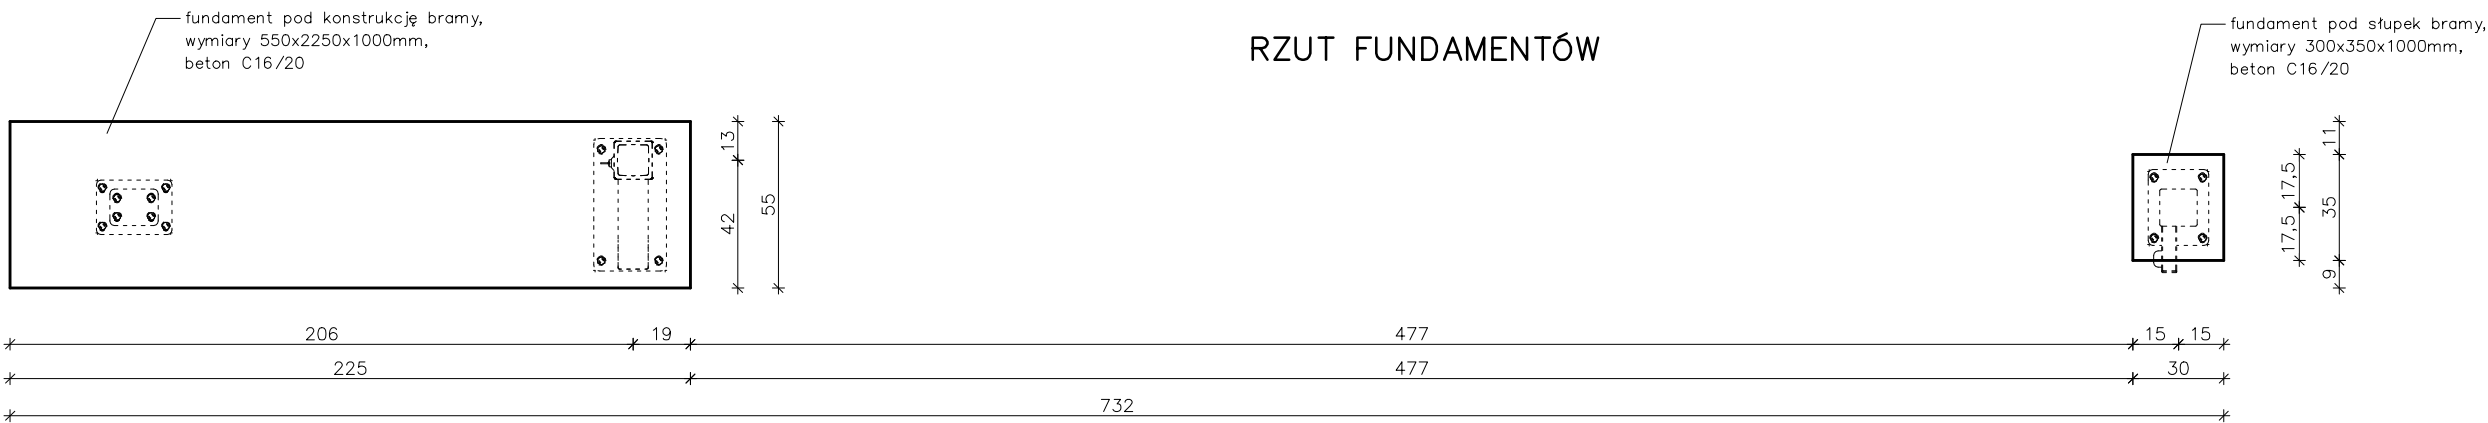 fundament pod konstrukcję bramy,
wymiary 550x2250x1000mm,
beton C16/20
RZUT FUNDAMENTÓW
fundament pod słupek bramy,
wymiary 300x350x1000mm,
beton C16/20
13
42
55
17,5
17,5
11
35
9
206
19
477
15
15
225
477
30
732